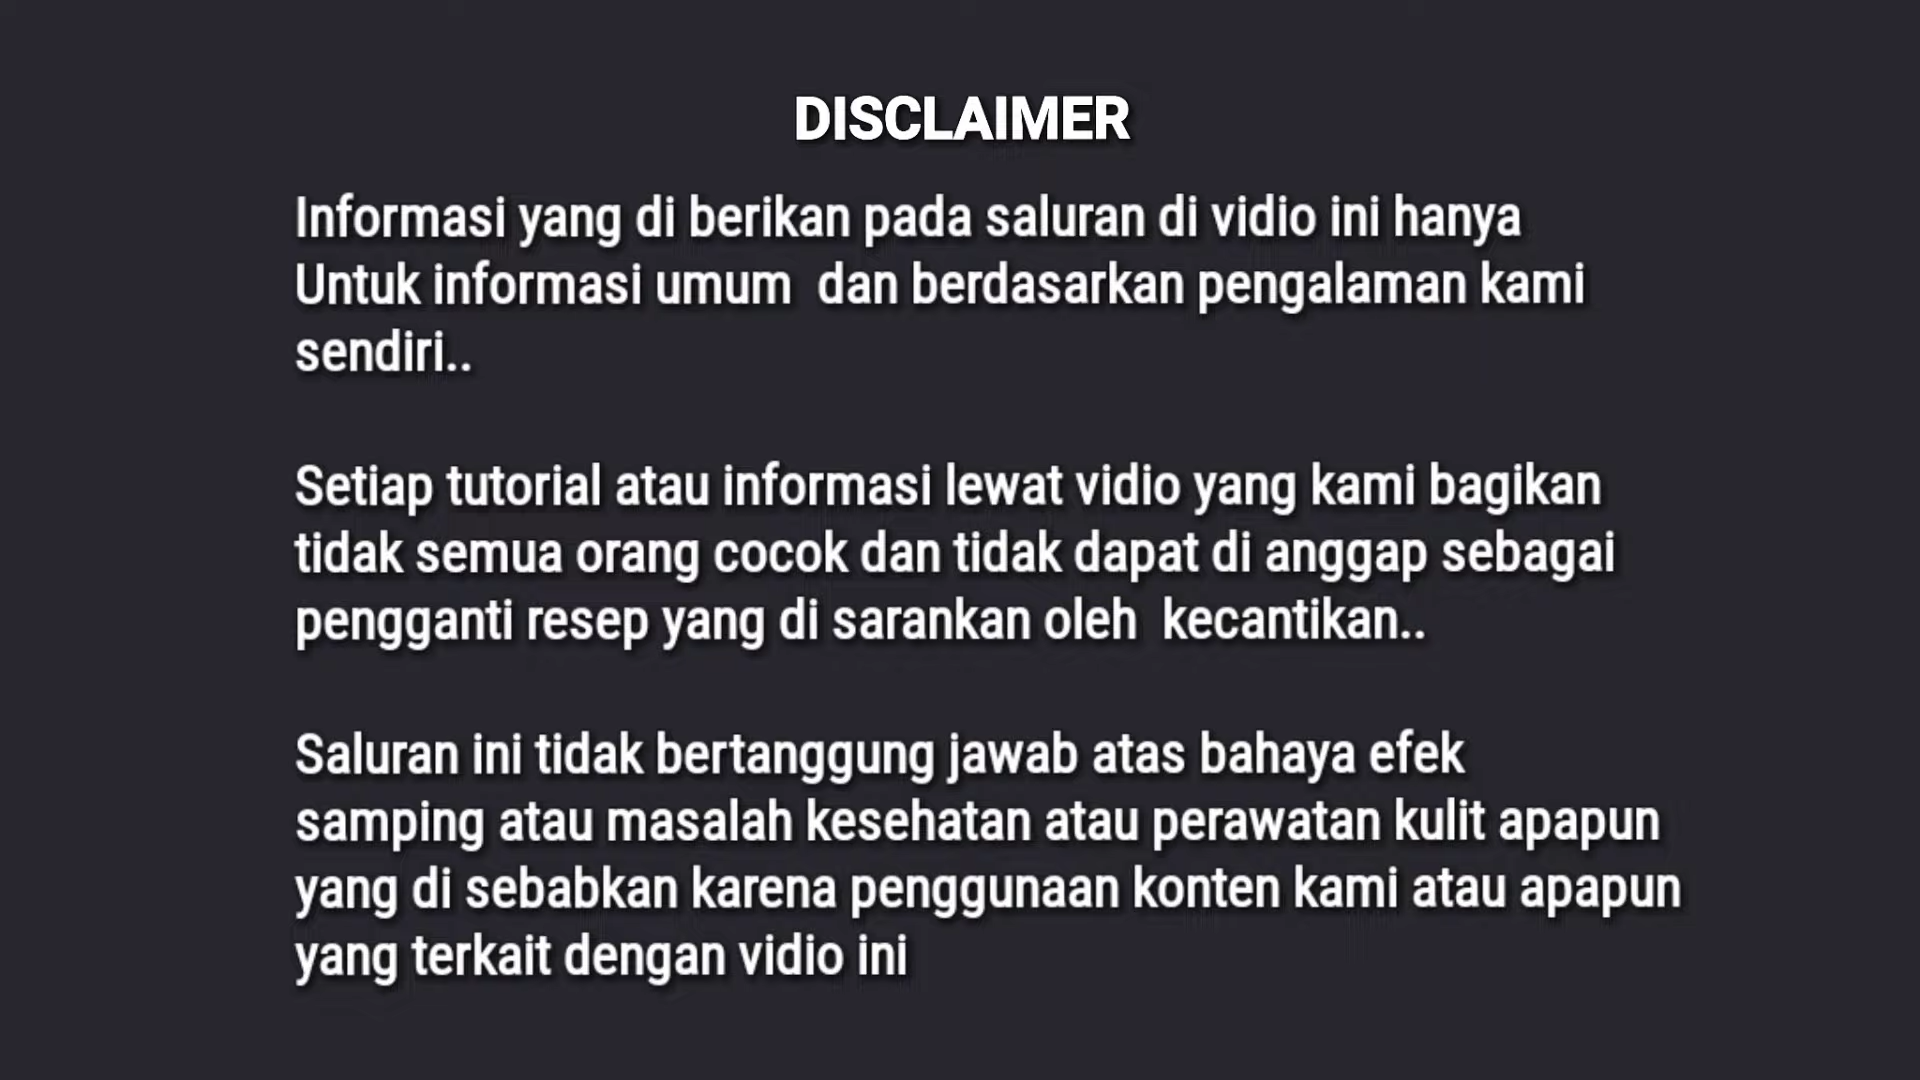 DISCLAIMER
Informasi yang di berikan pada saluran di vidio ini hanya
Untuk informasi umum  dan berdasarkan pengalaman kami
sendiri..
Setiap tutorial atau informasi lewat vidio yang kami bagikan
tidak semua orang cocok dan tidak dapat di anggap sebagai
pengganti resep yang di sarankan oleh  kecantikan..
Saluran ini tidak bertanggung jawab atas bahaya efek
samping atau masalah kesehatan atau perawatan kulit apapun
yang di sebabkan karena penggunaan konten kami atau apapun
yang terkait dengan vidio ini